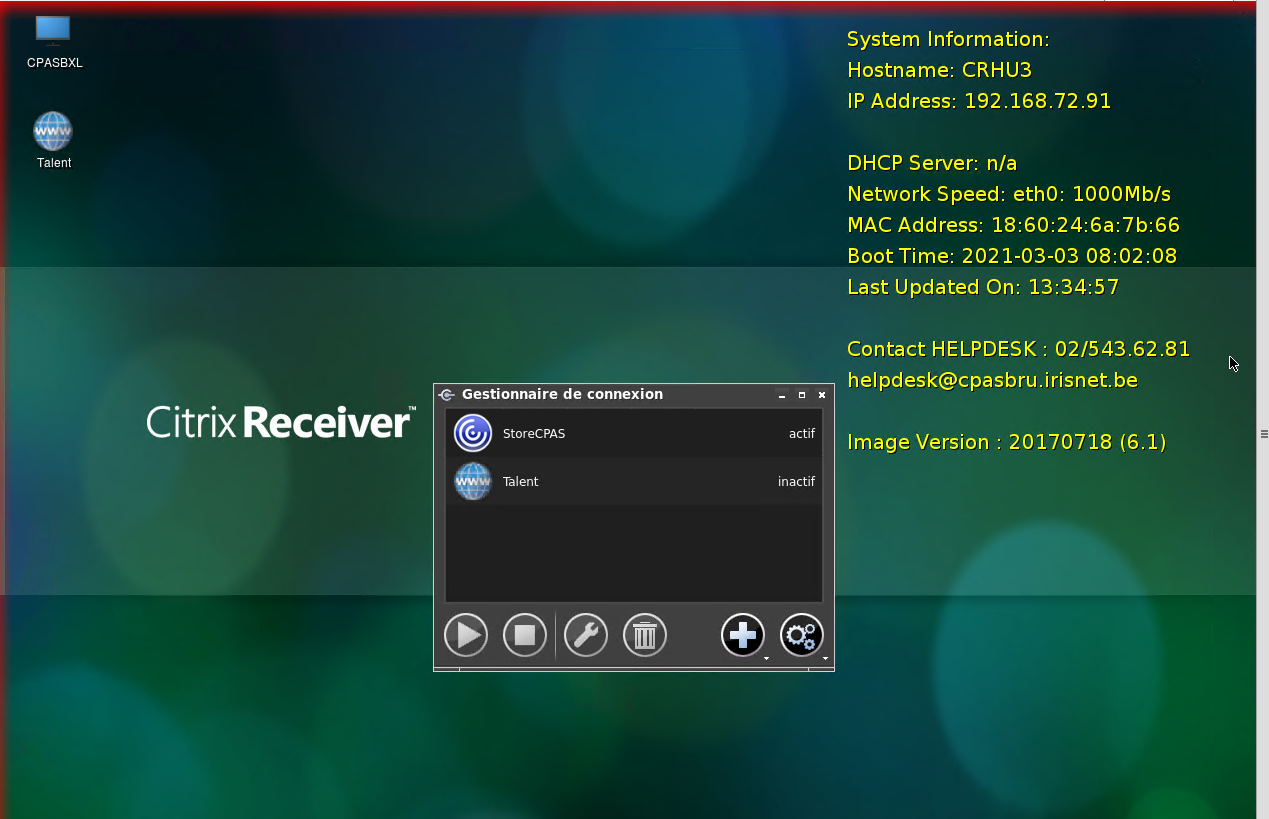 CPASBXL
WWW
Talent
System Information:
Hostname: CRHU3
IP Address: 192.168.72.91
DHCP Server: n/a
Network Speed: eth0: 1000Mb/s
MAC Address: 18:60:24:6a:7b:66
Boot Time: 2021-03-03 08:02:08
Last Updated On: 13:34:57
Contact HELPDESK : 02/543.62.81
helpdesk@cpasbru.irisnet.be
Image Version : 20170718 (6.1)
Citrix Receiver™
Gestionnaire de connexion
StoreCPAS actif
WWW Talent inactif